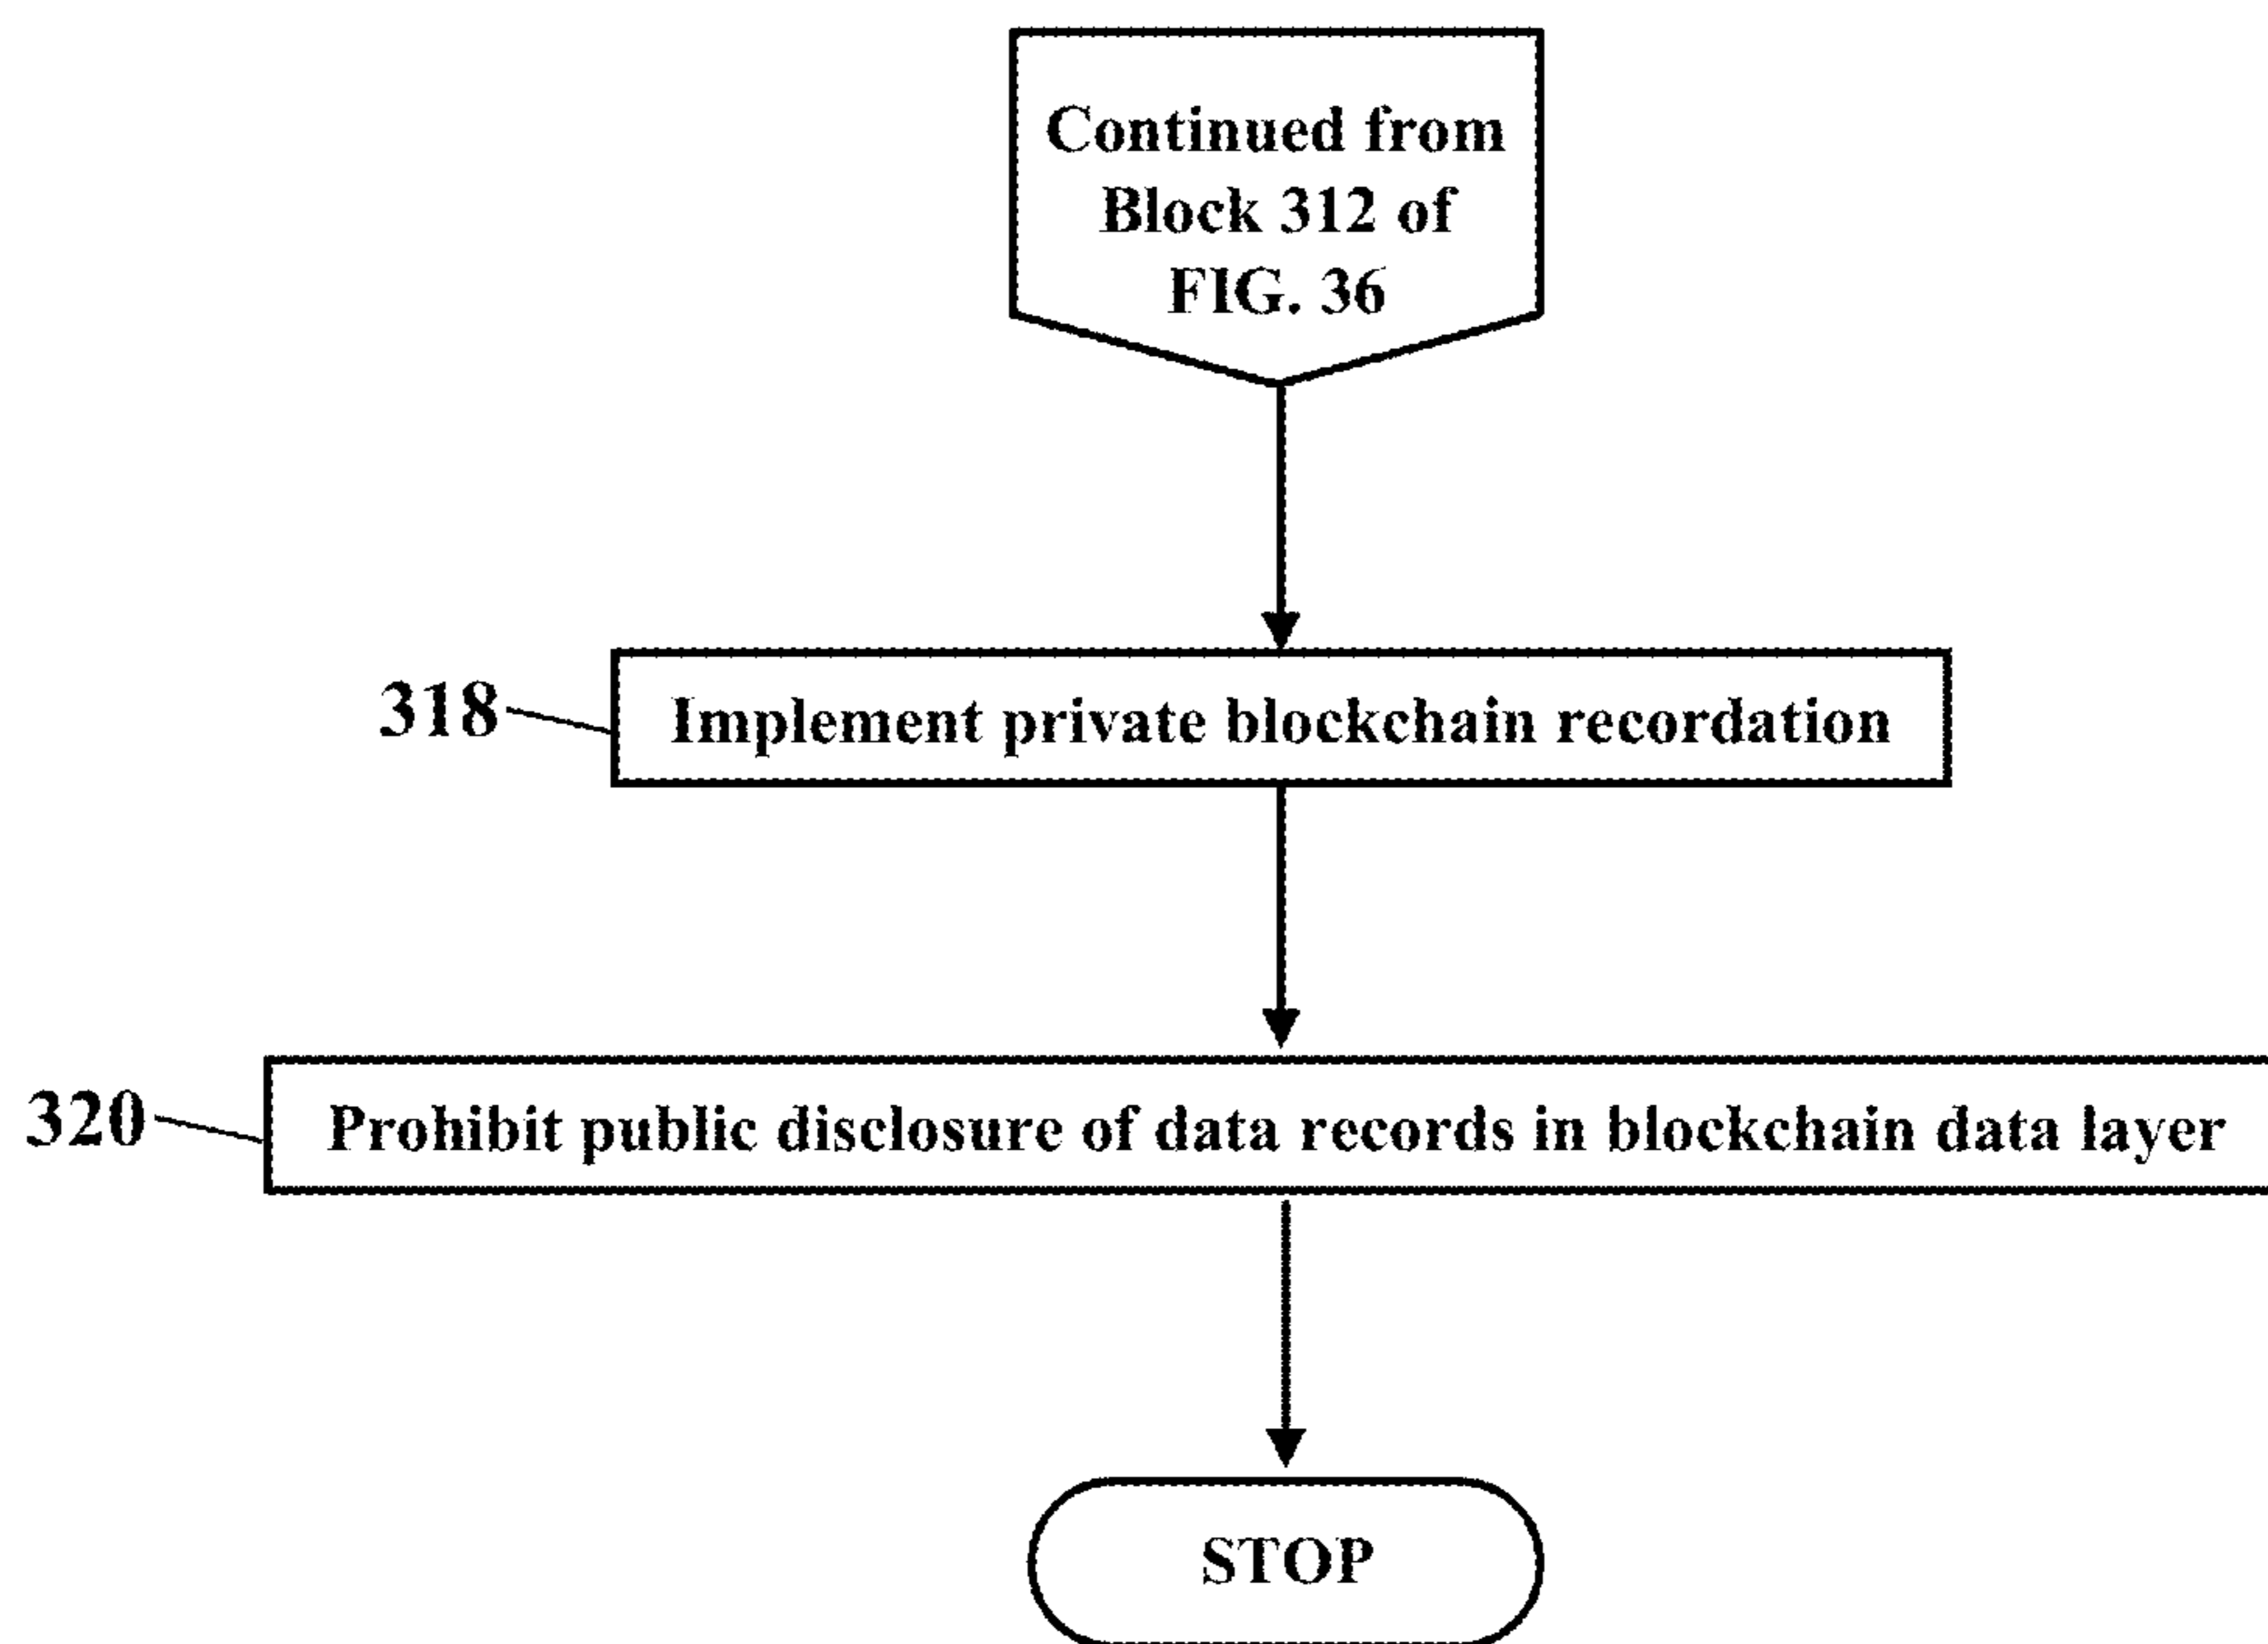 Continued from
Block 312 of
FIG. 36
318
Implement private blockchain recordation
320
Prohibit public disclosure of data records in blockchain data layer
STOP